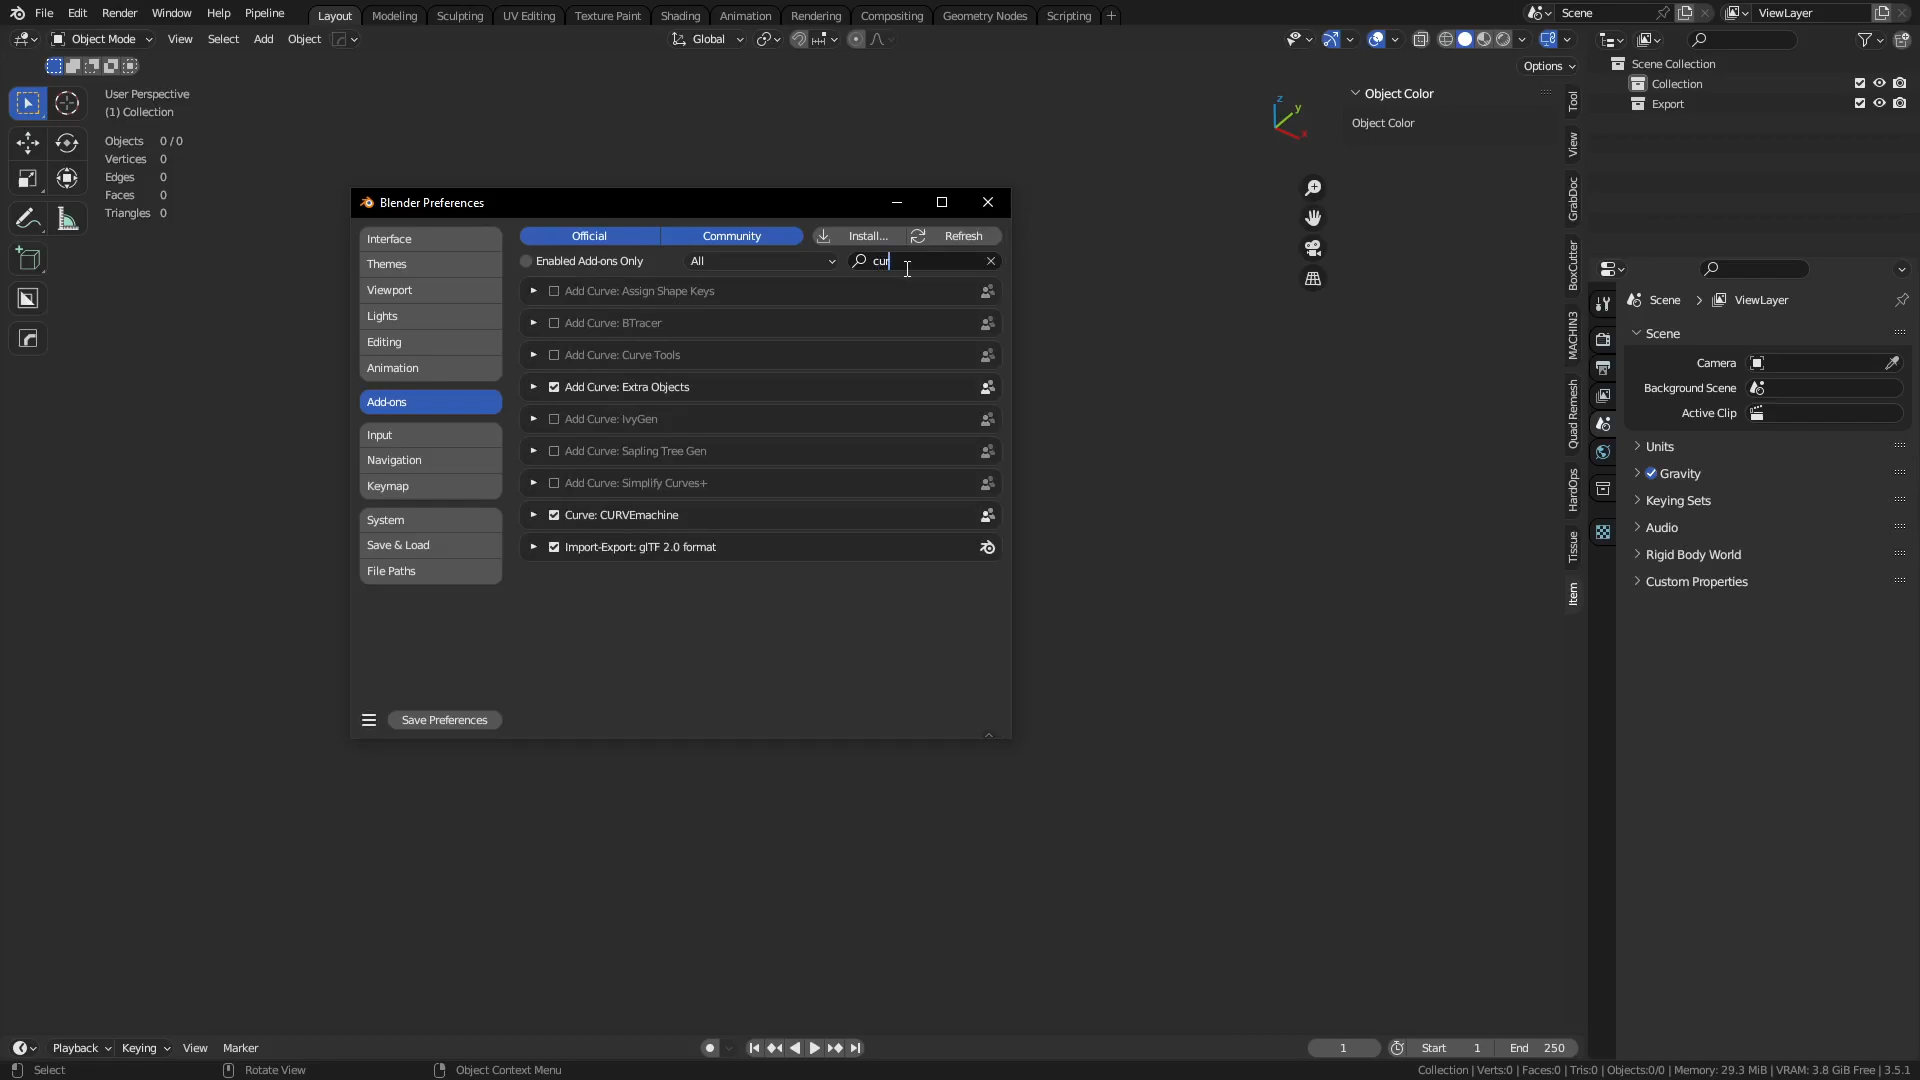 File Edit Render Window Help Pipeline Layout Modeling Sculpting UV Editing Texture Paint Shading Animation Rendering Compositing Geometry Nodes Scripting Scene ViewLayer
Object Mode View Select Add Object Global
Options
User Perspective
(1) Collection
Objects 0 / 0
Vertices 0
Edges 0
Faces 0
Triangles 0
Object Color
Object Color
z
y
x
Tool
View
GrabDoc
BoxCutter
MACHIN3
Quad Remesh
HardOps
Tissue
Item
Blender Preferences
Interface
Themes
Viewport
Lights
Editing
Animation
Add-ons
Input
Navigation
Keymap
System
Save & Load
File Paths
Save Preferences
Official Community Install... Refresh
Enabled Add-ons Only All cur
Add Curve: Assign Shape Keys
Add Curve: BTracer
Add Curve: Curve Tools
Add Curve: Extra Objects
Add Curve: IvyGen
Add Curve: Sapling Tree Gen
Add Curve: Simplify Curves+
Curve: CURVEmachine
Import-Export: glTF 2.0 format
Scene Collection
Collection
Export
Scene ViewLayer
Scene
Camera
Background Scene
Active Clip
Units
Gravity
Keying Sets
Audio
Rigid Body World
Custom Properties
Playback Keying View Marker 1 Start 1 End 250
Select Rotate View Object Context Menu Collection | Verts:0 | Faces:0 | Tris:0 | Objects:0/0 | Memory: 29.3 MiB | VRAM: 3.8 GiB Free | 3.5.1